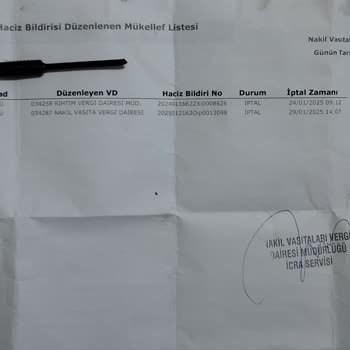 Haciz Bildirisi Düzenlenen Mükellef Listesi
Nakil Vasıta
Günün Tari
ad Düzenleyen VD Haciz Bildiri No Durum İptal Zamanı
U 034258 RIHTIM VERGİ DAİRESİ MÜD. İPTAL 24/01/2025 09:12
U 034287 NAKİL VASITA VERGİ DAİRESİ İPTAL 29/01/2025 14:07
NAKİL VASITALARI VERGİ
DAİRESİ MÜDÜRLÜĞÜ
İCRA SERVİSİ